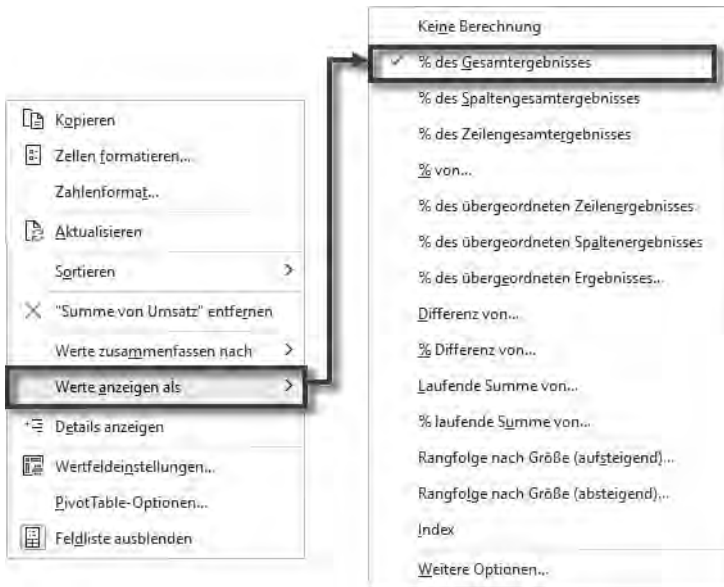 Kopieren
Zellen formatieren...
Zahlenformat...
Aktualisieren
Sortieren
"Summe von Umsatz" entfernen
Werte zusammenfassen nach
Werte anzeigen als
Details anzeigen
Wertfeldeinstellungen...
PivotTable-Optionen...
Feldliste ausblenden
Keine Berechnung
% des Gesamtergebnisses
% des Spaltengesamtergebnisses
% des Zeilengesamtergebnisses
% von...
% des übergeordneten Zeilenergebnisses
% des übergeordneten Spaltenergebnisses
% des übergeordneten Ergebnisses...
Differenz von...
% Differenz von...
Laufende Summe von...
% laufende Summe von...
Rangfolge nach Größe (aufsteigend)...
Rangfolge nach Größe (absteigend)...
Index
Weitere Optionen...